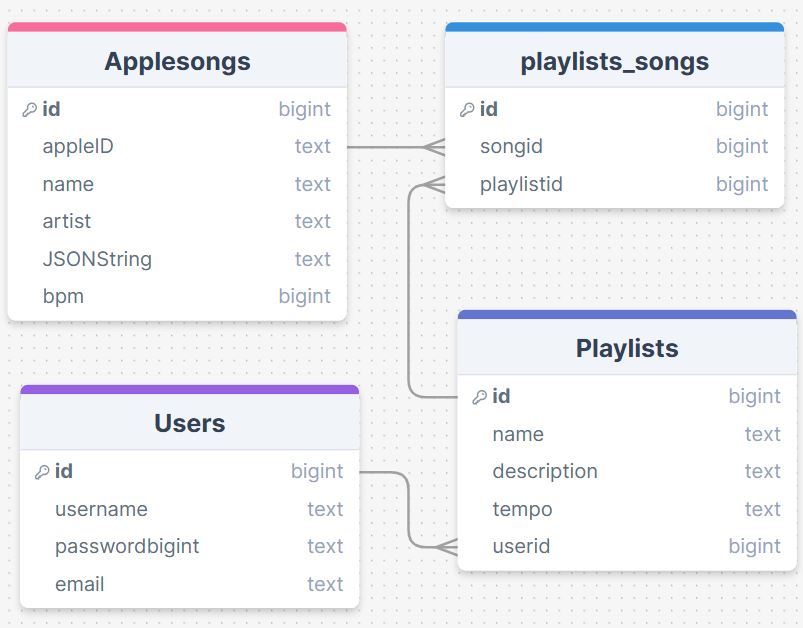 Applesongs
id bigint
appleID text
name text
artist text
JSONString text
bpm bigint
playlists_songs
id bigint
songid bigint
playlistid bigint
Users
id bigint
username text
passwordbigint text
email text
Playlists
id bigint
name text
description text
tempo text
userid bigint